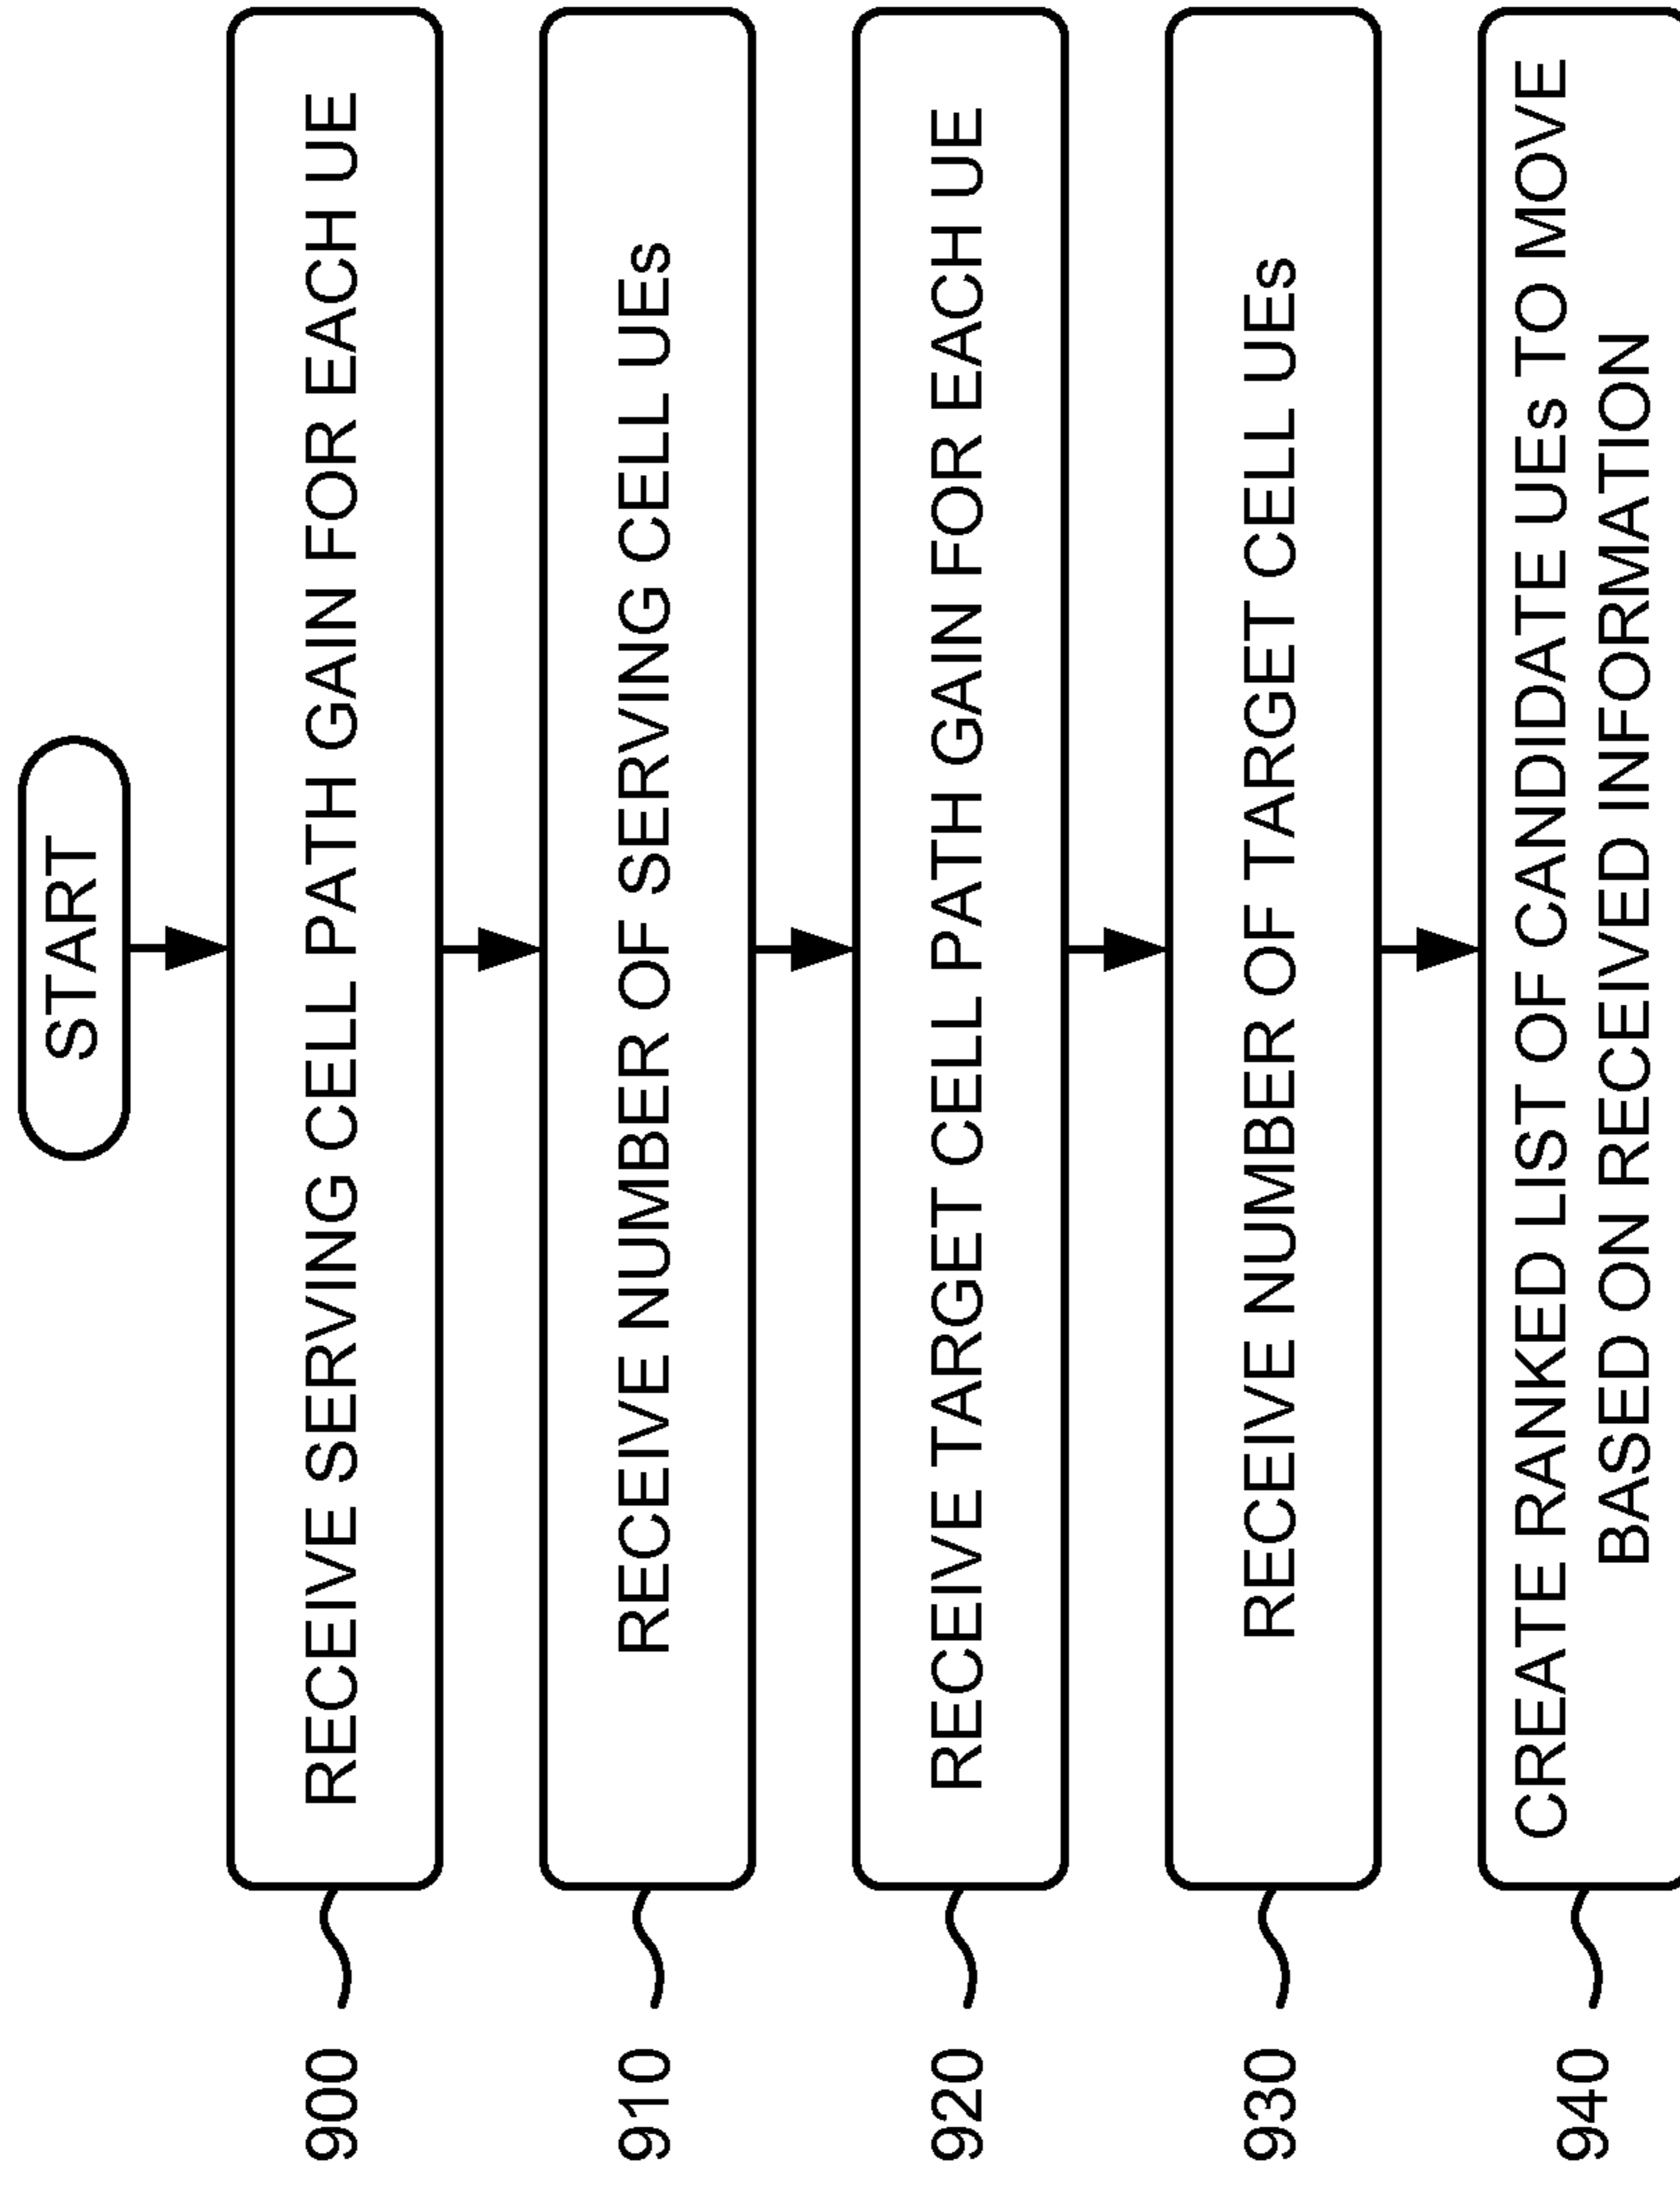 START
900
RECEIVE SERVING CELL PATH GAIN FOR EACH UE
910
RECEIVE NUMBER OF SERVING CELL UEs
920
RECEIVE TARGET CELL PATH GAIN FOR EACH UE
930
RECEIVE NUMBER OF TARGET CELL UEs
940
CREATE RANKED LIST OF CANDIDATE UEs TO MOVE
BASED ON RECEIVED INFORMATION